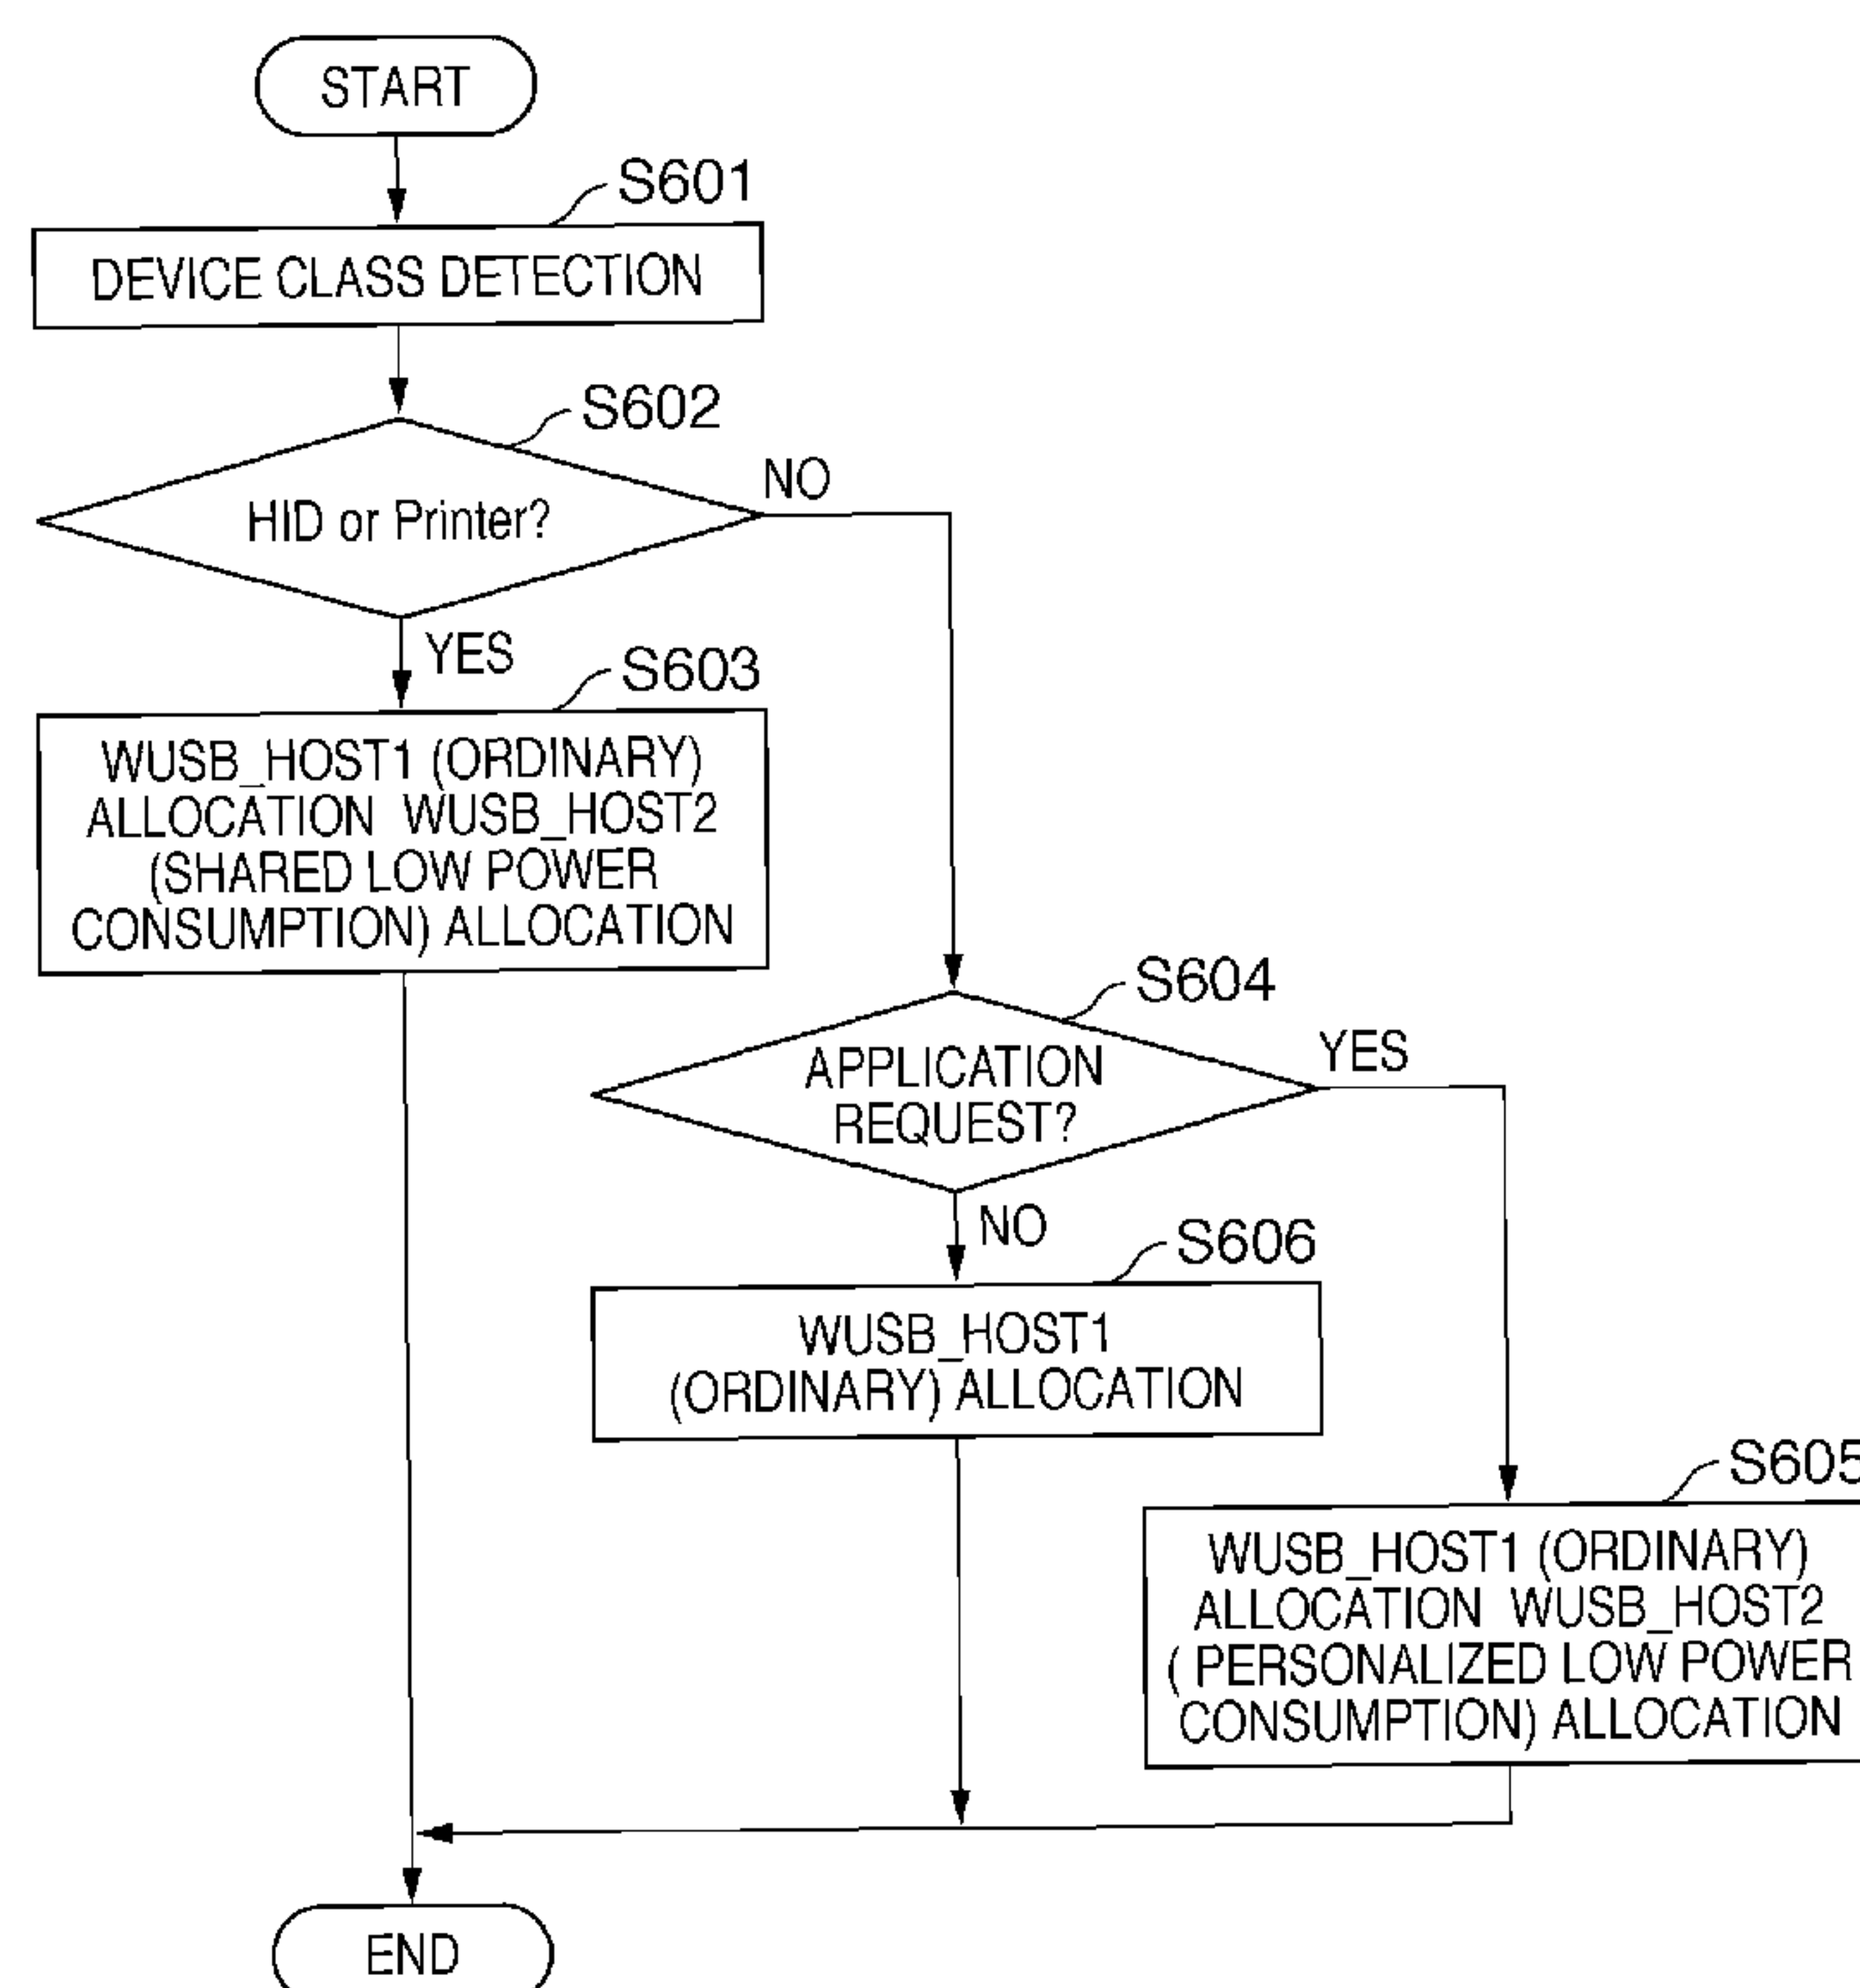 START
S601
DEVICE CLASS DETECTION
S602
HID or Printer?
NO
YES
S603
WUSB_HOST1 (ORDINARY)
ALLOCATION WUSB_HOST2
(SHARED LOW POWER
CONSUMPTION) ALLOCATION
S604
APPLICATION
REQUEST?
YES
NO
S606
WUSB_HOST1
(ORDINARY) ALLOCATION
S605
WUSB_HOST1 (ORDINARY)
ALLOCATION WUSB_HOST2
( PERSONALIZED LOW POWER
CONSUMPTION) ALLOCATION
END